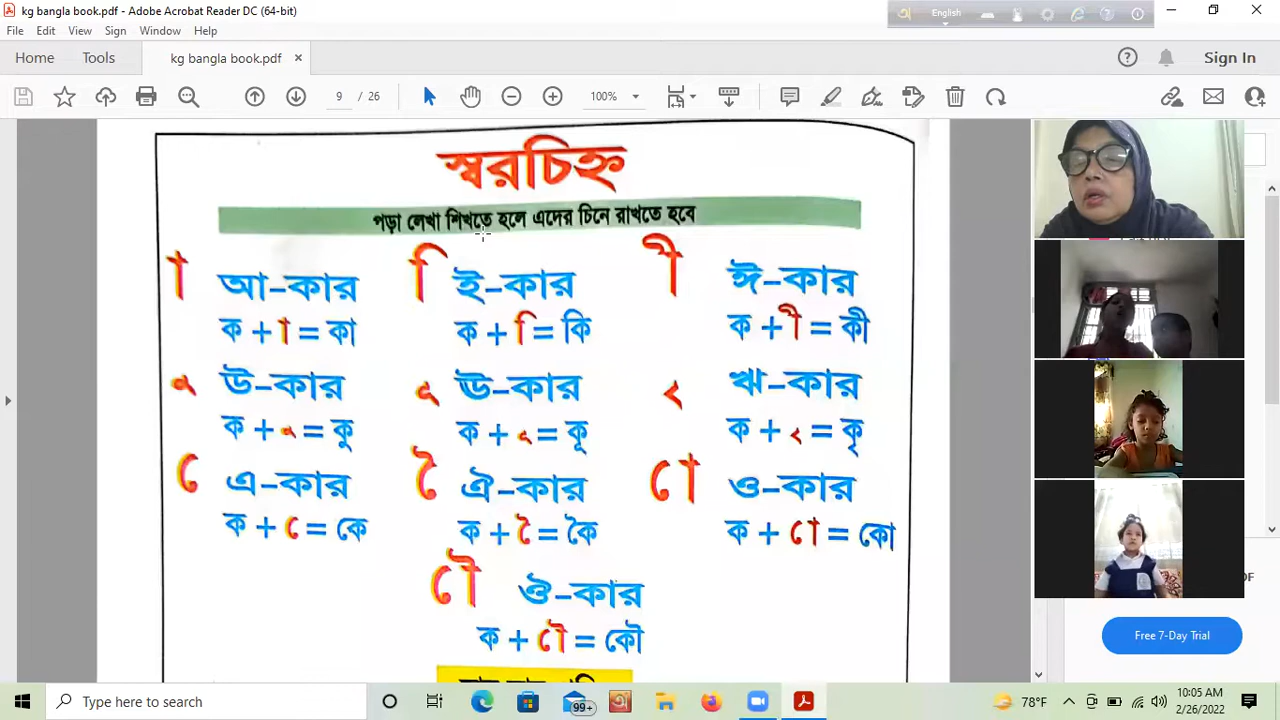 kg bangla book.pdf - Adobe Acrobat Reader DC (64-bit)
English
File Edit View Sign Window Help
Home Tools kg bangla book.pdf × Sign In
9 / 26 100%
স্বরচিহ্ন
পড়া লেখা শিখতে হলে এদের চিনে রাখতে হবে
া আ-কার ি ই-কার ী ঈ-কার
ক + া = কা ক + ি = কি ক + ী = কী
ু উ-কার ূ ঊ-কার ৃ ঋ-কার
ক + ু = কু ক + ূ = কূ ক + ৃ = কৃ
ে এ-কার ৈ ঐ-কার ো ও-কার
ক + ে = কে ক + ৈ = কৈ ক + ো = কো
ৌ ঔ-কার
ক + ৌ = কৌ
Free 7-Day Trial
Type here to search
99+
78°F
10:05 AM
2/26/2022